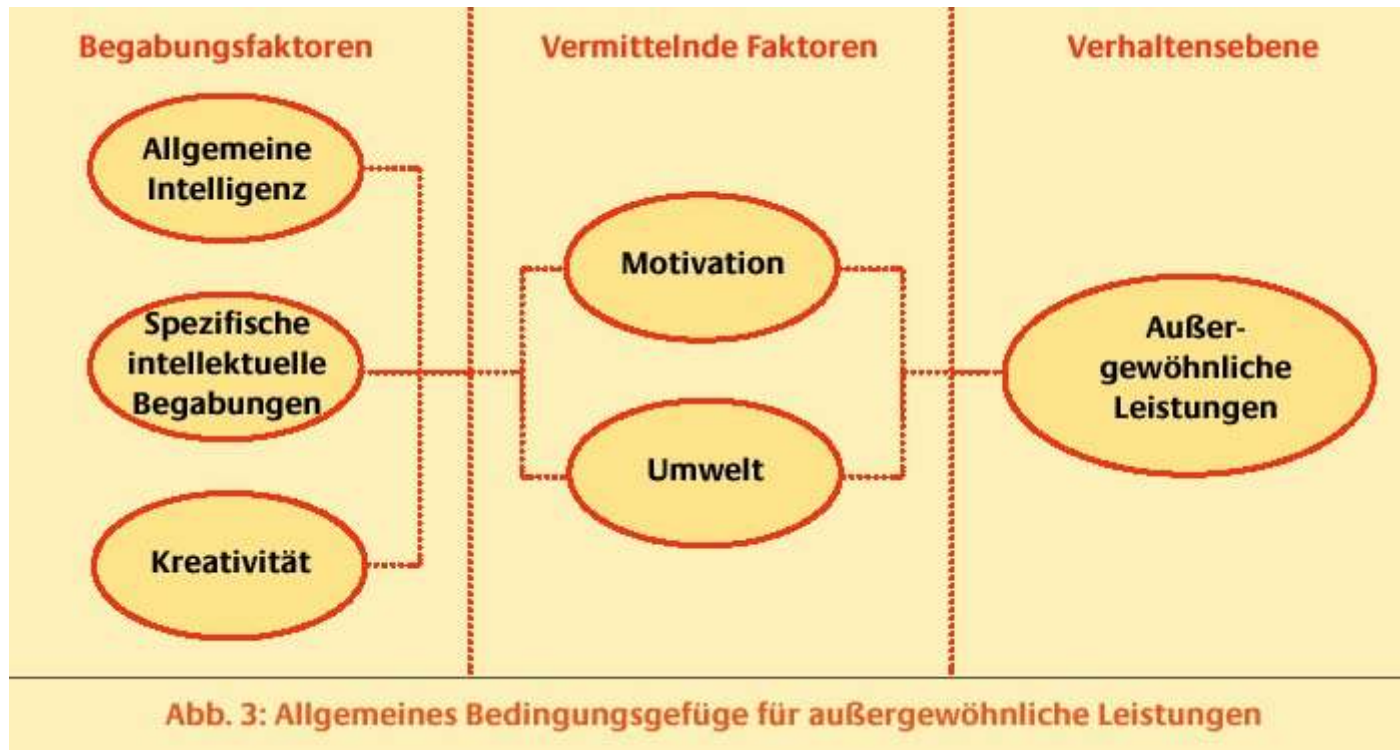 Begabungsfaktoren
Vermittelnde Faktoren
Verhaltensebene
Allgemeine
Intelligenz
Spezifische
intellektuelle
Begabungen
Kreativität
Motivation
Umwelt
Außer-
gewöhnliche
Leistungen
Abb. 3: Allgemeines Bedingungsgefüge für außergewöhnliche Leistungen